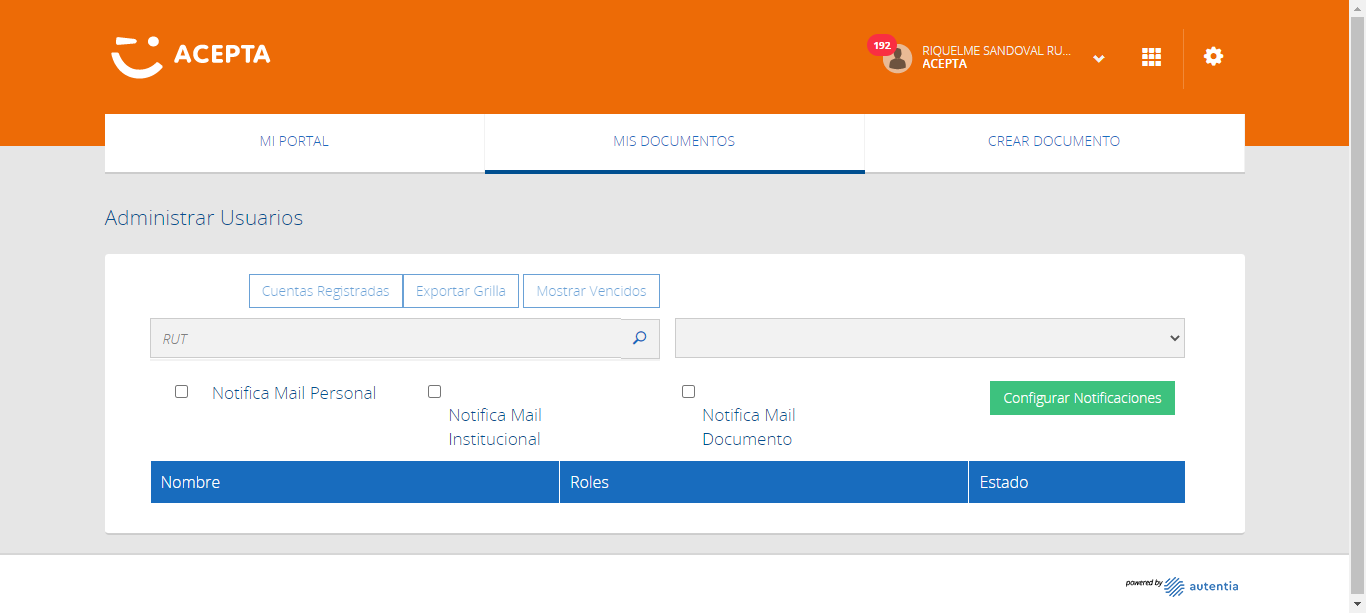 ACEPTA
192
RIQUELME SANDOVAL RU...
ACEPTA
MI PORTAL
MIS DOCUMENTOS
CREAR DOCUMENTO
Administrar Usuarios
Cuentas Registradas
Exportar Grilla
Mostrar Vencidos
RUT
Notifica Mail Personal
Notifica Mail
Institucional
Notifica Mail
Documento
Configurar Notificaciones
Nombre
Roles
Estado
powered by
autentia